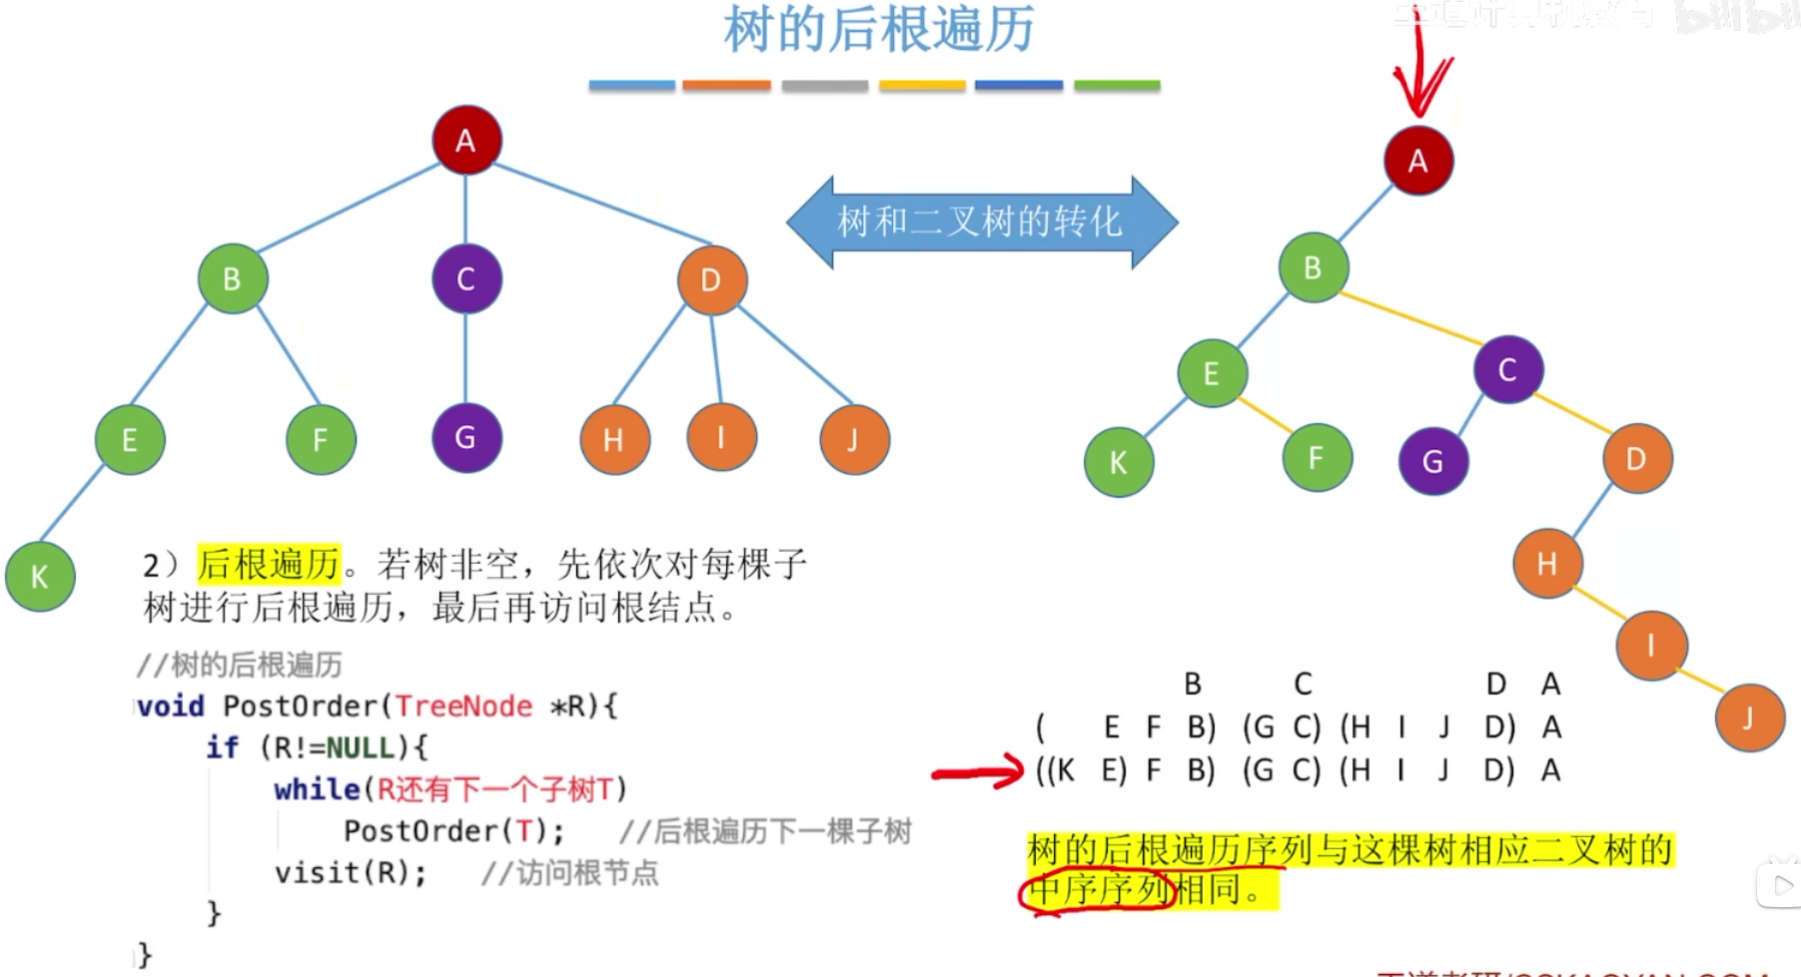 树的后根遍历
bilibili
A
A
树和二叉树的转化
B
C
D
B
E
C
E
F
G
H
I
J
K
F
G
D
K
H
I
J
2）后根遍历。若树非空，先依次对每棵子
树进行后根遍历，最后再访问根结点。
//树的后根遍历
void PostOrder(TreeNode *R){
if (R!=NULL){
while(R还有下一个子树T)
PostOrder(T); //后根遍历下一棵子树
visit(R); //访问根节点
}
}
B C D A
( E F B) (G C) (H I J D) A
((K E) F B) (G C) (H I J D) A
树的后根遍历序列与这棵树相应二叉树的
中序序列相同。